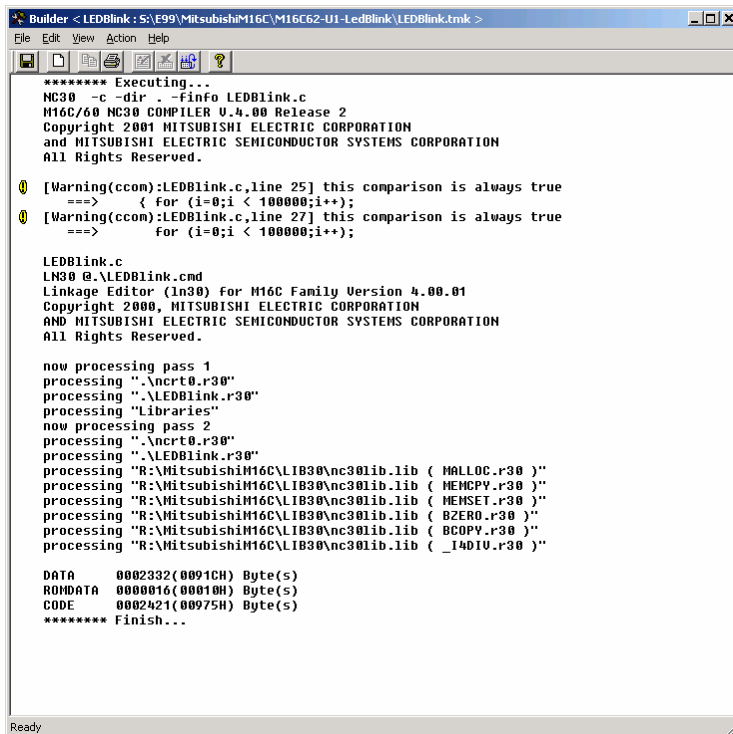 Builder < LEDBlink : S:\E99\MitsubishiM16C\M16C62-U1-LedBlink\LEDBlink.tmk >
File Edit View Action Help
******** Executing...
NC30 -c -dir . -finfo LEDBlink.c
M16C/60 NC30 COMPILER V.4.00 Release 2
Copyright 2001 MITSUBISHI ELECTRIC CORPORATION
and MITSUBISHI ELECTRIC SEMICONDUCTOR SYSTEMS CORPORATION
All Rights Reserved.
[Warning(ccom):LEDBlink.c,line 25] this comparison is always true
===> { for (i=0;i < 100000;i++);
[Warning(ccom):LEDBlink.c,line 27] this comparison is always true
===> for (i=0;i < 100000;i++);
LEDBlink.c
LN30 @.\LEDBlink.cmd
Linkage Editor (ln30) for M16C Family Version 4.00.01
Copyright 2000, MITSUBISHI ELECTRIC CORPORATION
AND MITSUBISHI ELECTRIC SEMICONDUCTOR SYSTEMS CORPORATION
All Rights Reserved.
now processing pass 1
processing ".\ncrt0.r30"
processing ".\LEDBlink.r30"
processing "Libraries"
now processing pass 2
processing ".\ncrt0.r30"
processing ".\LEDBlink.r30"
processing "R:\MitsubishiM16C\LIB30\nc30lib.lib ( MALLOC.r30 )"
processing "R:\MitsubishiM16C\LIB30\nc30lib.lib ( MEMCPY.r30 )"
processing "R:\MitsubishiM16C\LIB30\nc30lib.lib ( MEMSET.r30 )"
processing "R:\MitsubishiM16C\LIB30\nc30lib.lib ( BZERO.r30 )"
processing "R:\MitsubishiM16C\LIB30\nc30lib.lib ( BCOPY.r30 )"
processing "R:\MitsubishiM16C\LIB30\nc30lib.lib ( _I4DIV.r30 )"
DATA 0002332(0091CH) Byte(s)
ROMDATA 0000016(00010H) Byte(s)
CODE 0002421(00975H) Byte(s)
******** Finish...
Ready